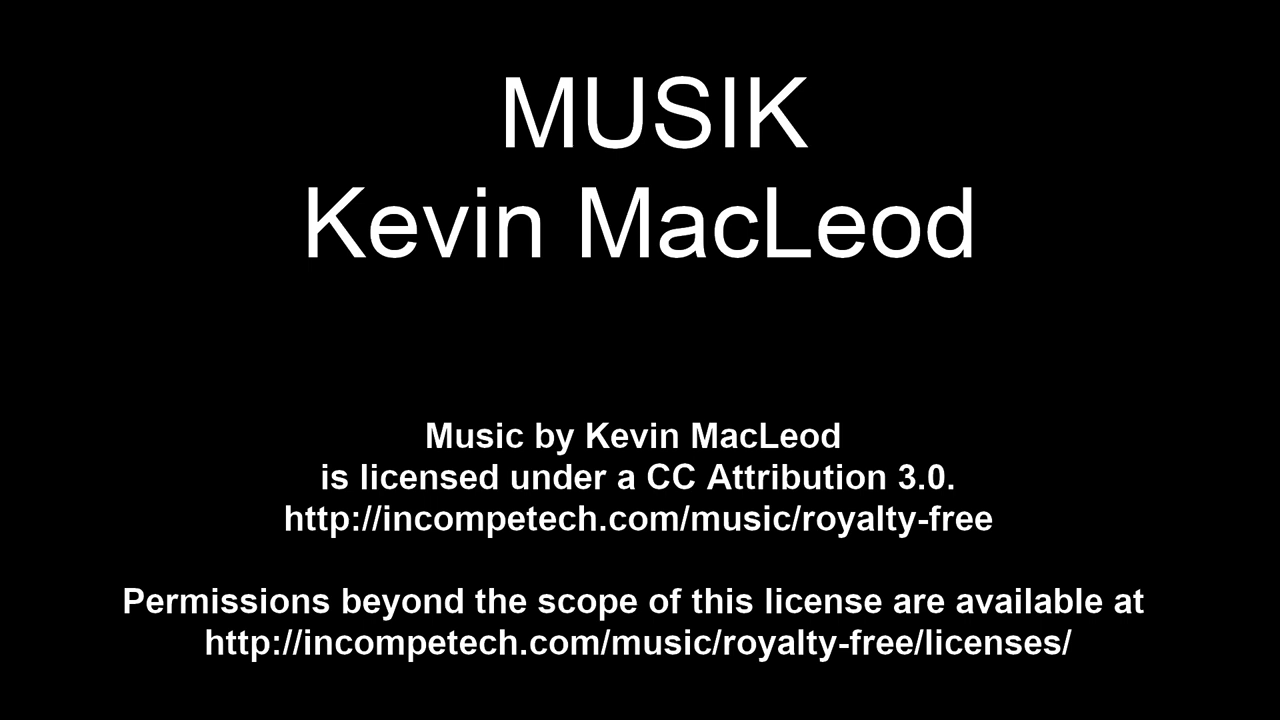 MUSIK
Kevin MacLeod
Music by Kevin MacLeod
is licensed under a CC Attribution 3.0.
http://incompetech.com/music/royalty-free
Permissions beyond the scope of this license are available at
http://incompetech.com/music/royalty-free/licenses/